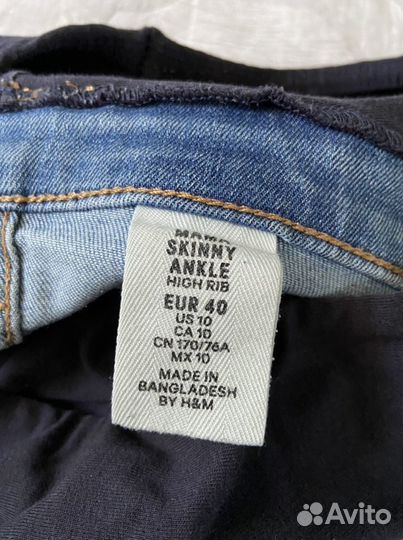 MAMA
SKINNY
ANKLE
HIGH RIB
EUR 40
US 10
CA 10
CN 170/76A
MX 10
MADE IN
BANGLADESH
BY H&M
Avito